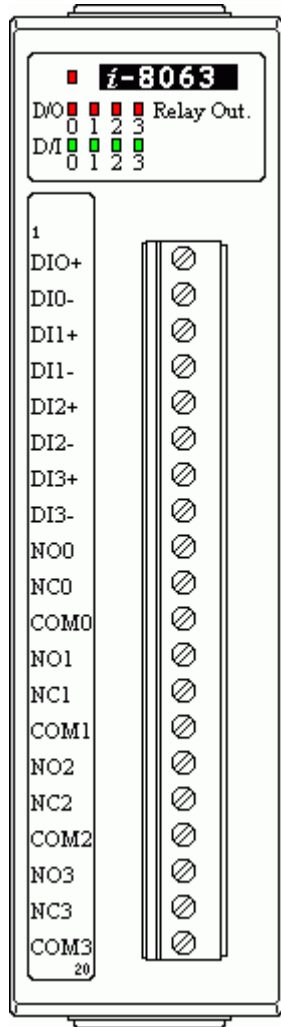 i-8063
D/O Relay Out.
0 1 2 3
D/I
0 1 2 3
1
DIO+
DI0-
DI1+
DI1-
DI2+
DI2-
DI3+
DI3-
NO0
NC0
COM0
NO1
NC1
COM1
NO2
NC2
COM2
NO3
NC3
COM3
20